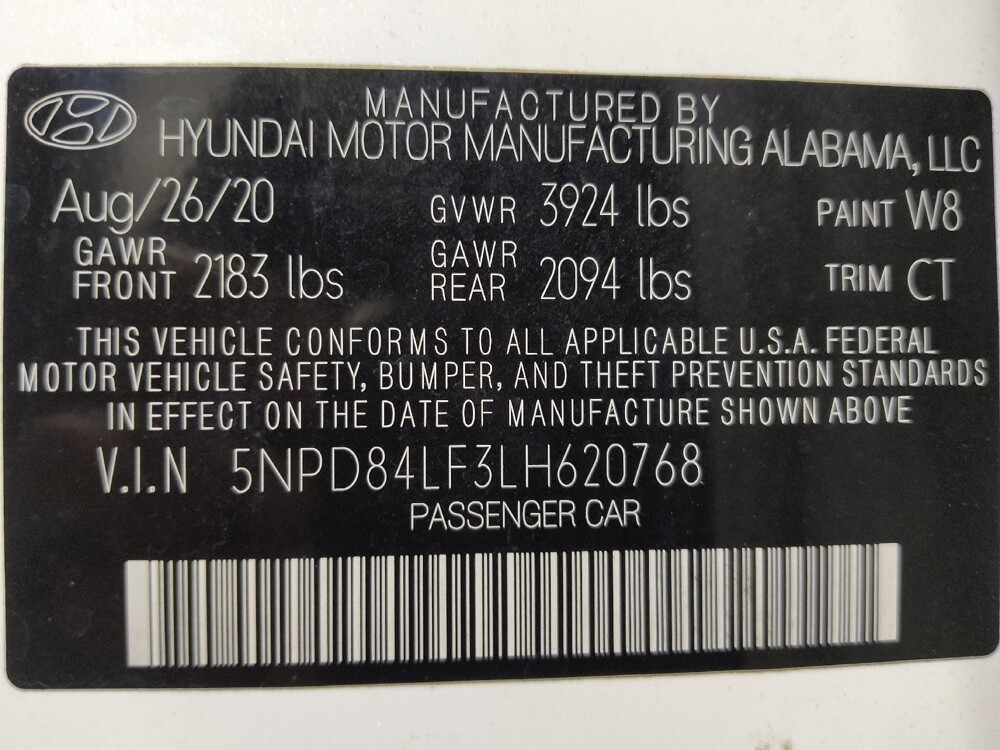 MANUFACTURED BY
HYUNDAI MOTOR MANUFACTURING ALABAMA, LLC
Aug/26/20 GVWR 3924 lbs PAINT W8
GAWR FRONT 2183 lbs GAWR REAR 2094 lbs TRIM CT
THIS VEHICLE CONFORMS TO ALL APPLICABLE U.S.A. FEDERAL
MOTOR VEHICLE SAFETY, BUMPER, AND THEFT PREVENTION STANDARDS
IN EFFECT ON THE DATE OF MANUFACTURE SHOWN ABOVE
V.I.N 5NPD84LF3LH620768
PASSENGER CAR